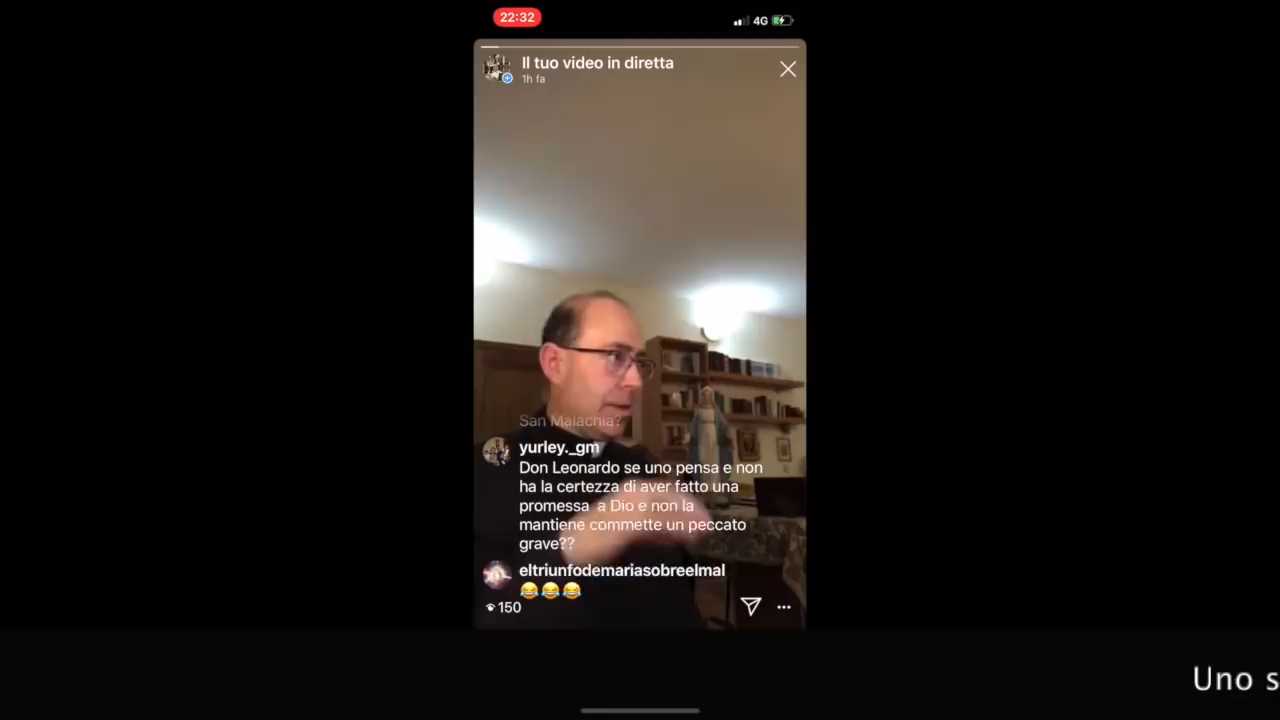 22:32
4G
Il tuo video in diretta
1h fa
San Malachia?
yurley._gm
Don Leonardo se uno pensa e non
ha la certezza di aver fatto una
promessa a Dio e non la
mantiene commette un peccato
grave??
eltriunfodemariasobreelmal
😂😂😂
150
Uno s